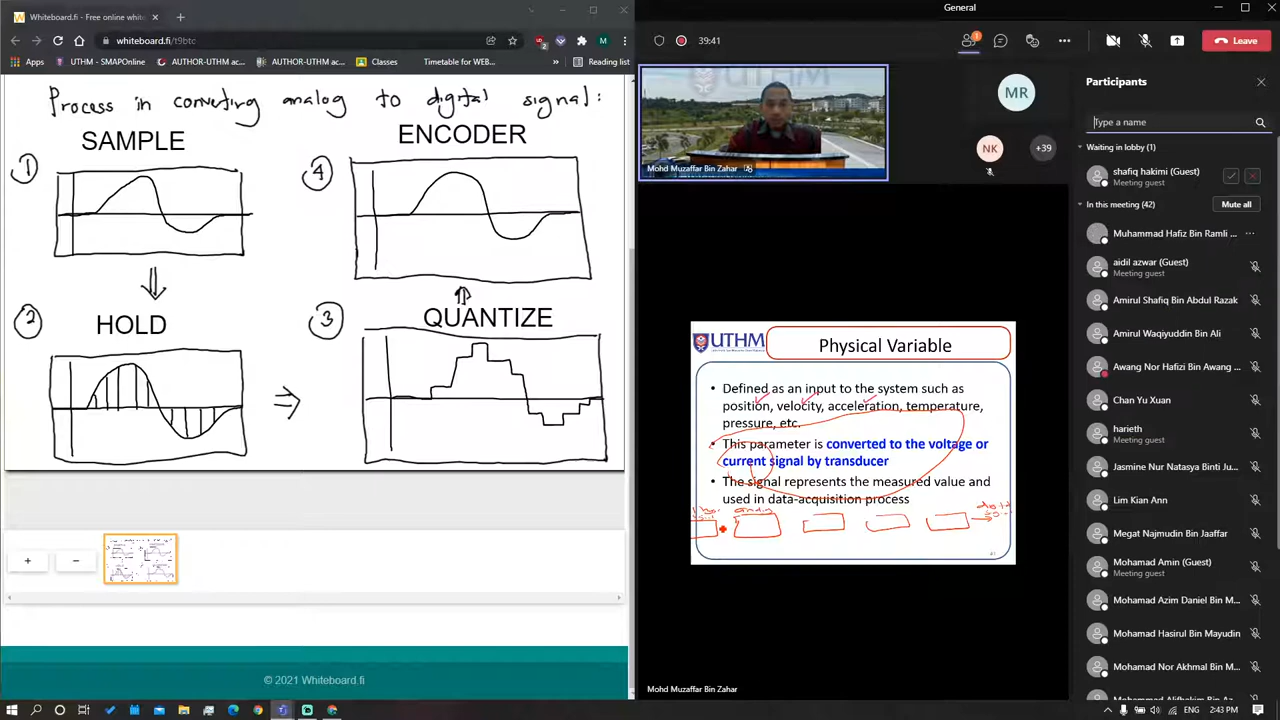 Whiteboard.fi - Free online white
whiteboard.fi/t9btc
Apps
UTHM - SMAPOnline
AUTHOR-UTHM ac...
AUTHOR-UTHM ac...
Classes
Timetable for WEB...
»
Reading list
Process in converting analog to digital signal:
SAMPLE
ENCODER
1
4
HOLD
QUANTIZE
2
3
+
−
© 2021 Whiteboard.fi
General
39:41
1
Leave
Mohd Muzaffar Bin Zahar
MR
NK
+39
UTHM
Physical Variable
• Defined as an input to the system such as
position, velocity, acceleration, temperature,
pressure, etc.
• This parameter is converted to the voltage or
current signal by transducer
• The signal represents the measured value and
used in data-acquisition process
Mohd Muzaffar Bin Zahar
Participants
Type a name
Waiting in lobby (1)
shafiq hakimi (Guest)
Meeting guest
In this meeting (42)
Mute all
Muhammad Hafiz Bin Ramli ...
aidil azwar (Guest)
Meeting guest
Amirul Shafiq Bin Abdul Razak
Amirul Waqiyuddin Bin Ali
Awang Nor Hafizi Bin Awang ...
Chan Yu Xuan
harieth
Meeting guest
Jasmine Nur Natasya Binti Ju...
Lim Kian Ann
Megat Najmudin Bin Jaaffar
Mohamad Amin (Guest)
Meeting guest
Mohamad Azim Daniel Bin M...
Mohamad Hasirul Bin Mayudin
Mohamad Nor Akhmal Bin M...
2:43 PM